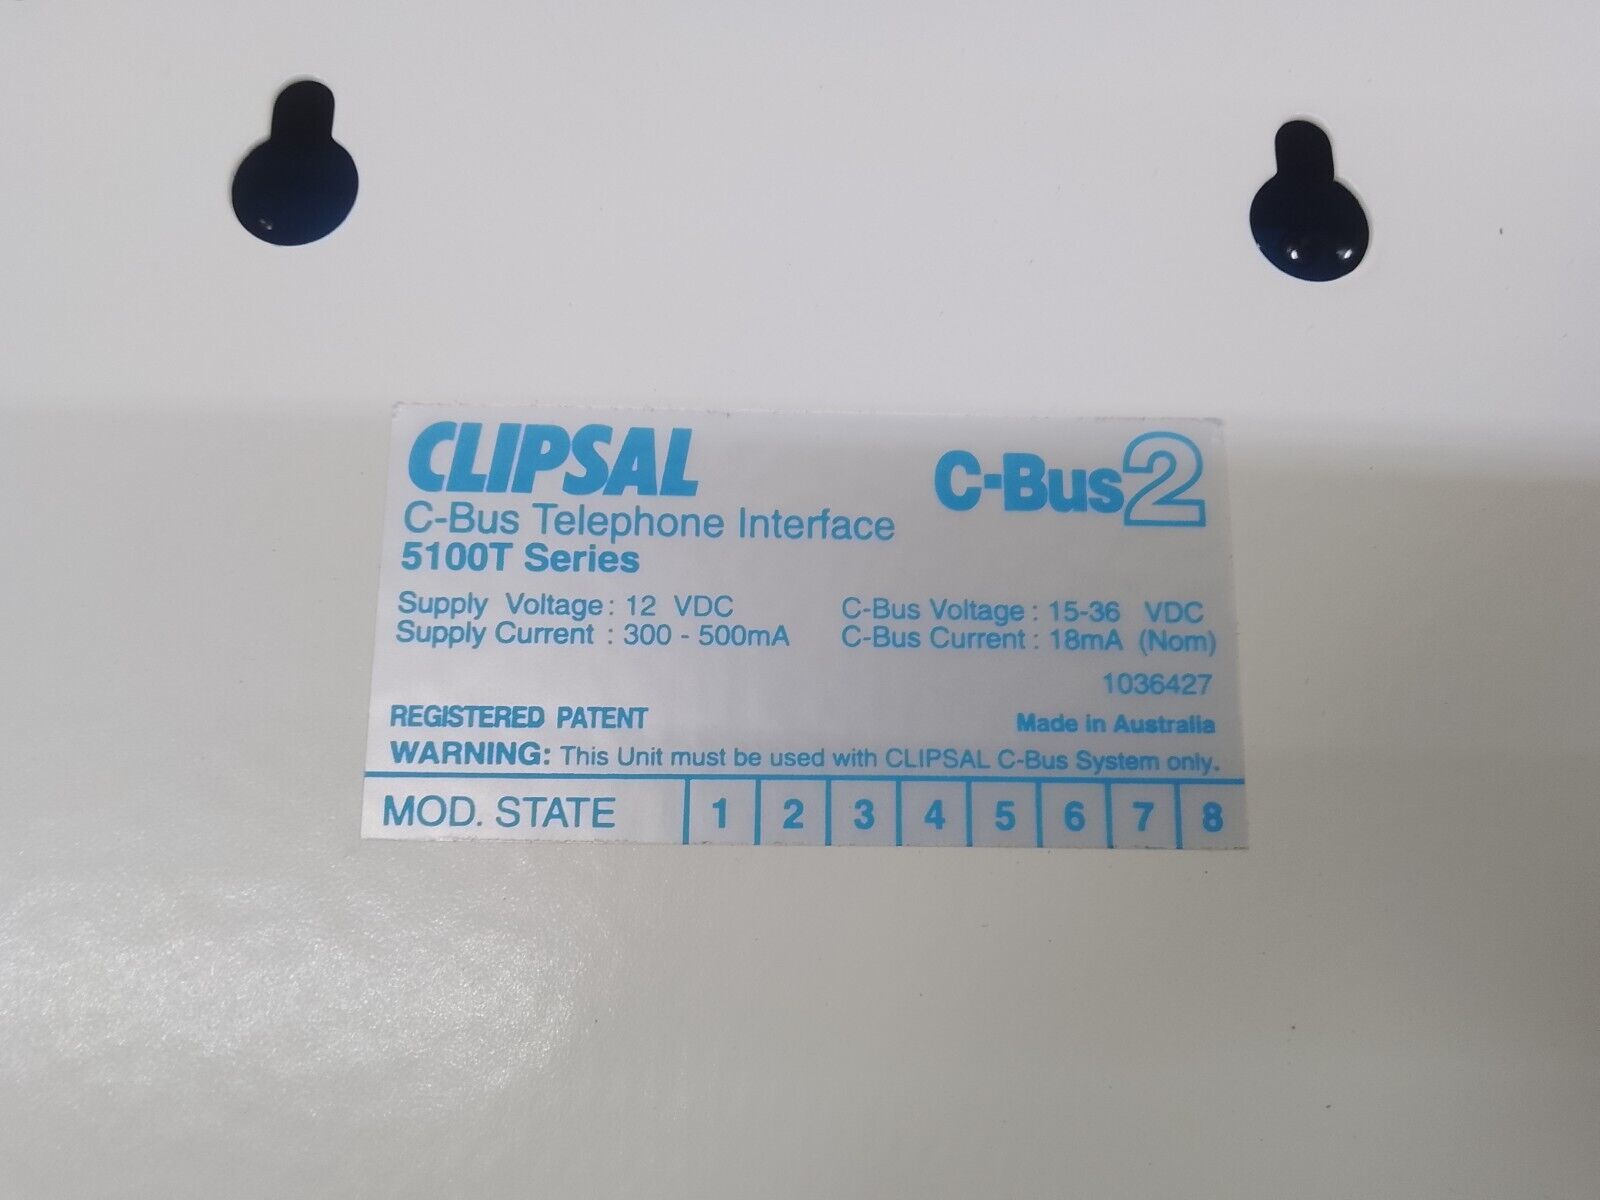 CLIPSAL C-Bus2
C-Bus Telephone Interface
5100T Series
Supply Voltage: 12 VDC C-Bus Voltage: 15-36 VDC
Supply Current : 300 - 500mA C-Bus Current: 18mA (Nom)
1036427
REGISTERED PATENT Made in Australia
WARNING: This Unit must be used with CLIPSAL C-Bus System only.
MOD. STATE 1 2 3 4 5 6 7 8